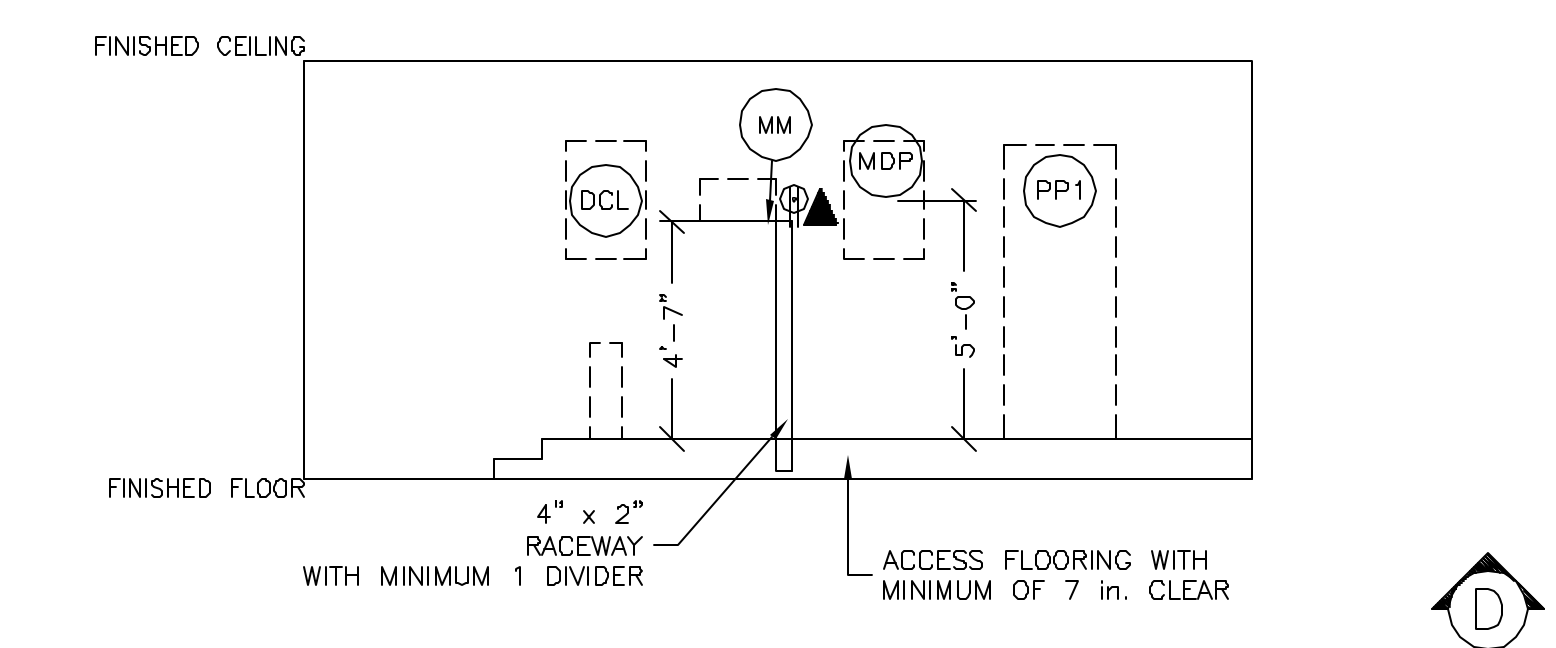 FINISHED CEILING
MM
MDP
DCL
PP1
4'-7"
5'-0"
FINISHED FLOOR
4" x 2"
RACEWAY
WITH MINIMUM 1 DIVIDER
ACCESS FLOORING WITH
MINIMUM OF 7 in. CLEAR
D